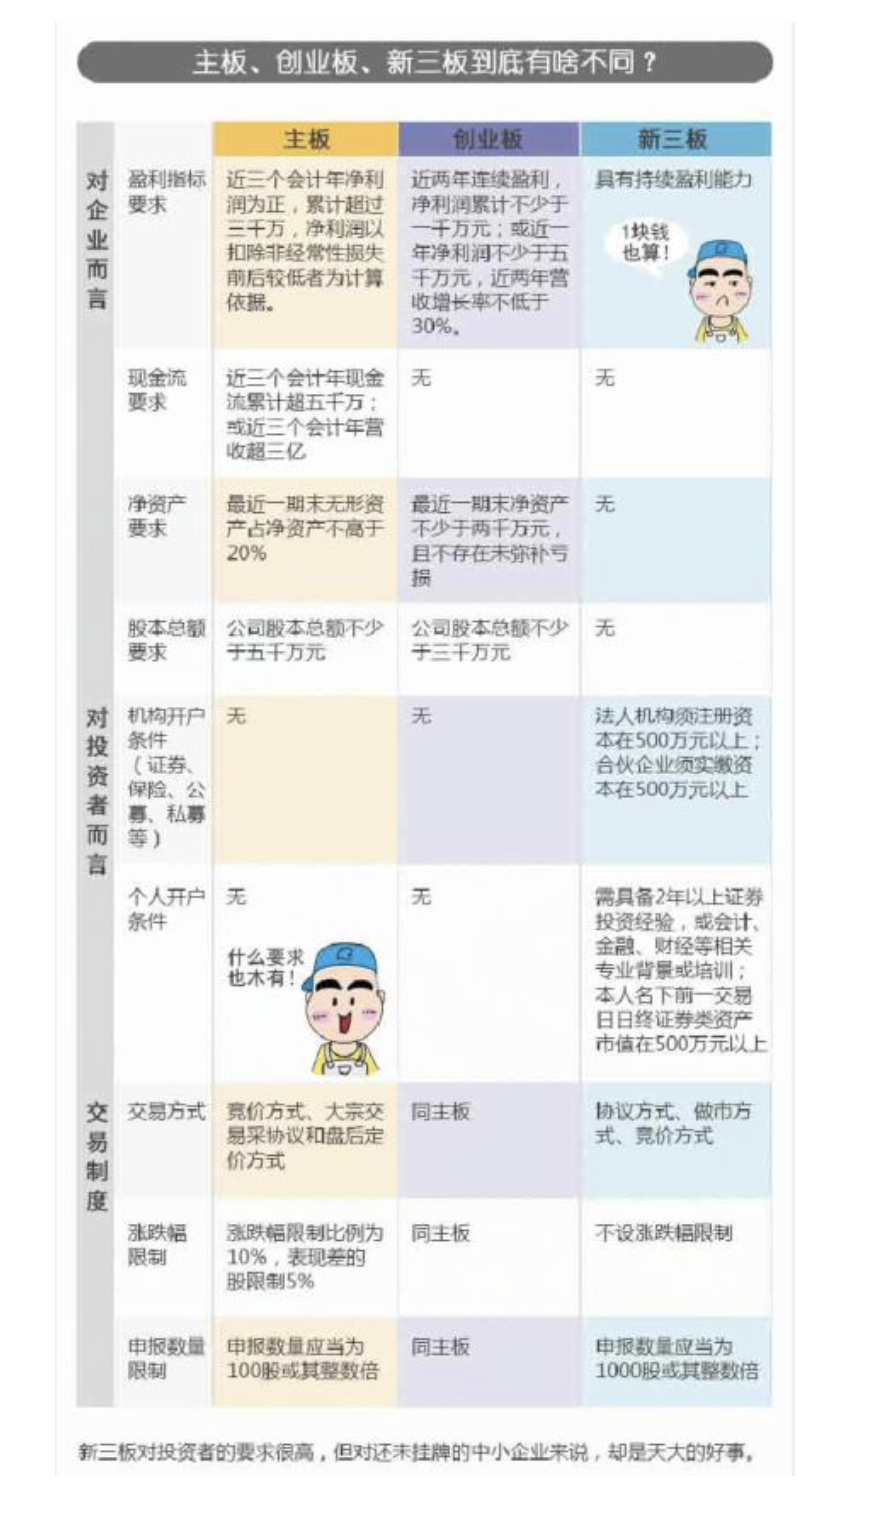 主板、创业板、新三板到底有啥不同？
主板
创业板
新三板
对企业而言
盈利指标
要求
近三个会计年净利
润为正，累计超过
三千万，净利润以
扣除非经常性损失
前后较低者为计算
依据。
近两年连续盈利，
净利润累计不少于
一千万元；或近一
年净利润不少于五
千万元，近两年营
收增长率不低于
30%。
具有持续盈利能力
1块钱
也算！
现金流
要求
近三个会计年现金
流累计超五千万；
或近三个会计年营
收超三亿
无
无
净资产
要求
最近一期末无形资
产占净资产不高于
20%
最近一期末净资产
不少于两千万元，
且不存在未弥补亏
损
无
股本总额
要求
公司股本总额不少
于五千万元
公司股本总额不少
于三千万元
无
对投资者而言
机构开户
条件
（证券、
保险、公
募、私募
等）
无
无
法人机构须注册资
本在500万元以上；
合伙企业须实缴资
本在500万元以上
个人开户
条件
无
什么要求
也木有！
无
需具备2年以上证券
投资经验，或会计、
金融、财经等相关
专业背景或培训；
本人名下前一交易
日日终证券类资产
市值在500万元以上
交易制度
交易方式
竞价方式、大宗交
易采协议和盘后定
价方式
同主板
协议方式、做市方
式、竞价方式
涨跌幅
限制
涨跌幅限制比例为
10%，表现差的
股限制5%
同主板
不设涨跌幅限制
申报数量
限制
申报数量应当为
100股或其整数倍
同主板
申报数量应当为
1000股或其整数倍
新三板对投资者的要求很高，但对还未挂牌的中小企业来说，却是天大的好事。